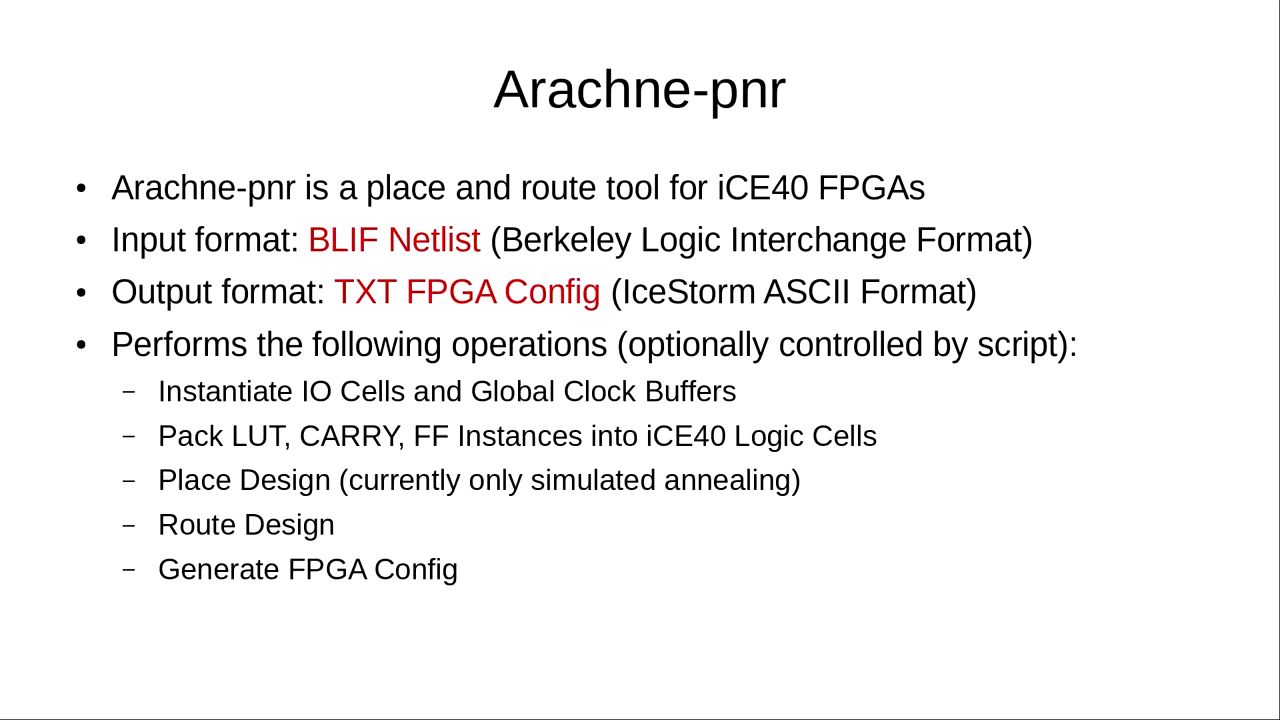 Arachne-pnr
• Arachne-pnr is a place and route tool for iCE40 FPGAs
• Input format: BLIF Netlist (Berkeley Logic Interchange Format)
• Output format: TXT FPGA Config (IceStorm ASCII Format)
• Performs the following operations (optionally controlled by script):
– Instantiate IO Cells and Global Clock Buffers
– Pack LUT, CARRY, FF Instances into iCE40 Logic Cells
– Place Design (currently only simulated annealing)
– Route Design
– Generate FPGA Config